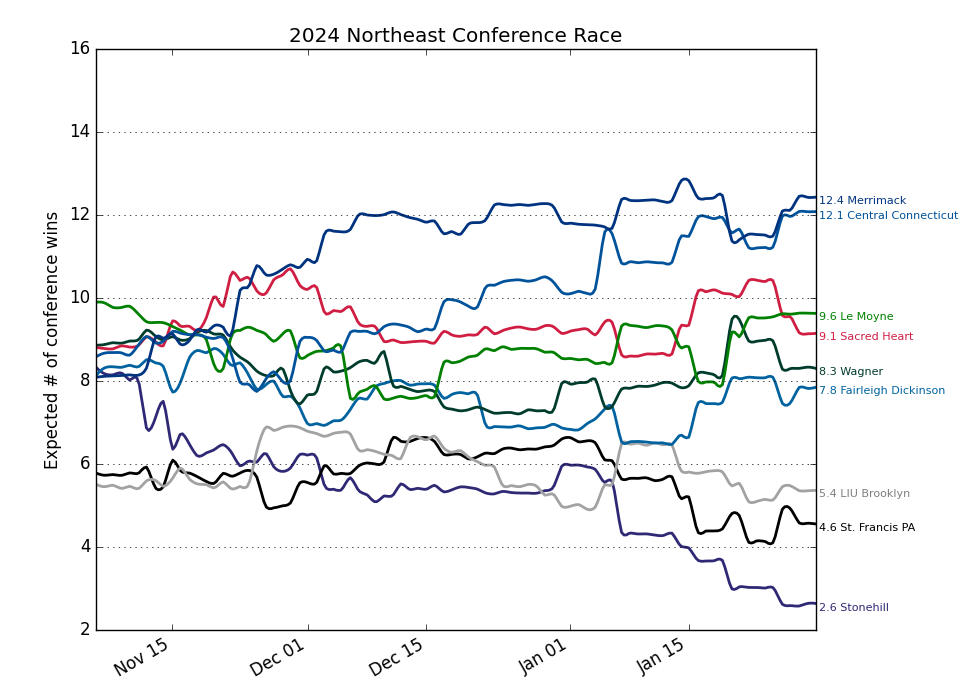 2024 Northeast Conference Race
Expected # of conference wins
16
14
12
10
8
6
4
2
12.4 Merrimack
12.1 Central Connecticut
9.6 Le Moyne
9.1 Sacred Heart
8.3 Wagner
7.8 Fairleigh Dickinson
5.4 LIU Brooklyn
4.6 St. Francis PA
2.6 Stonehill
Nov 15
Dec 01
Dec 15
Jan 01
Jan 15